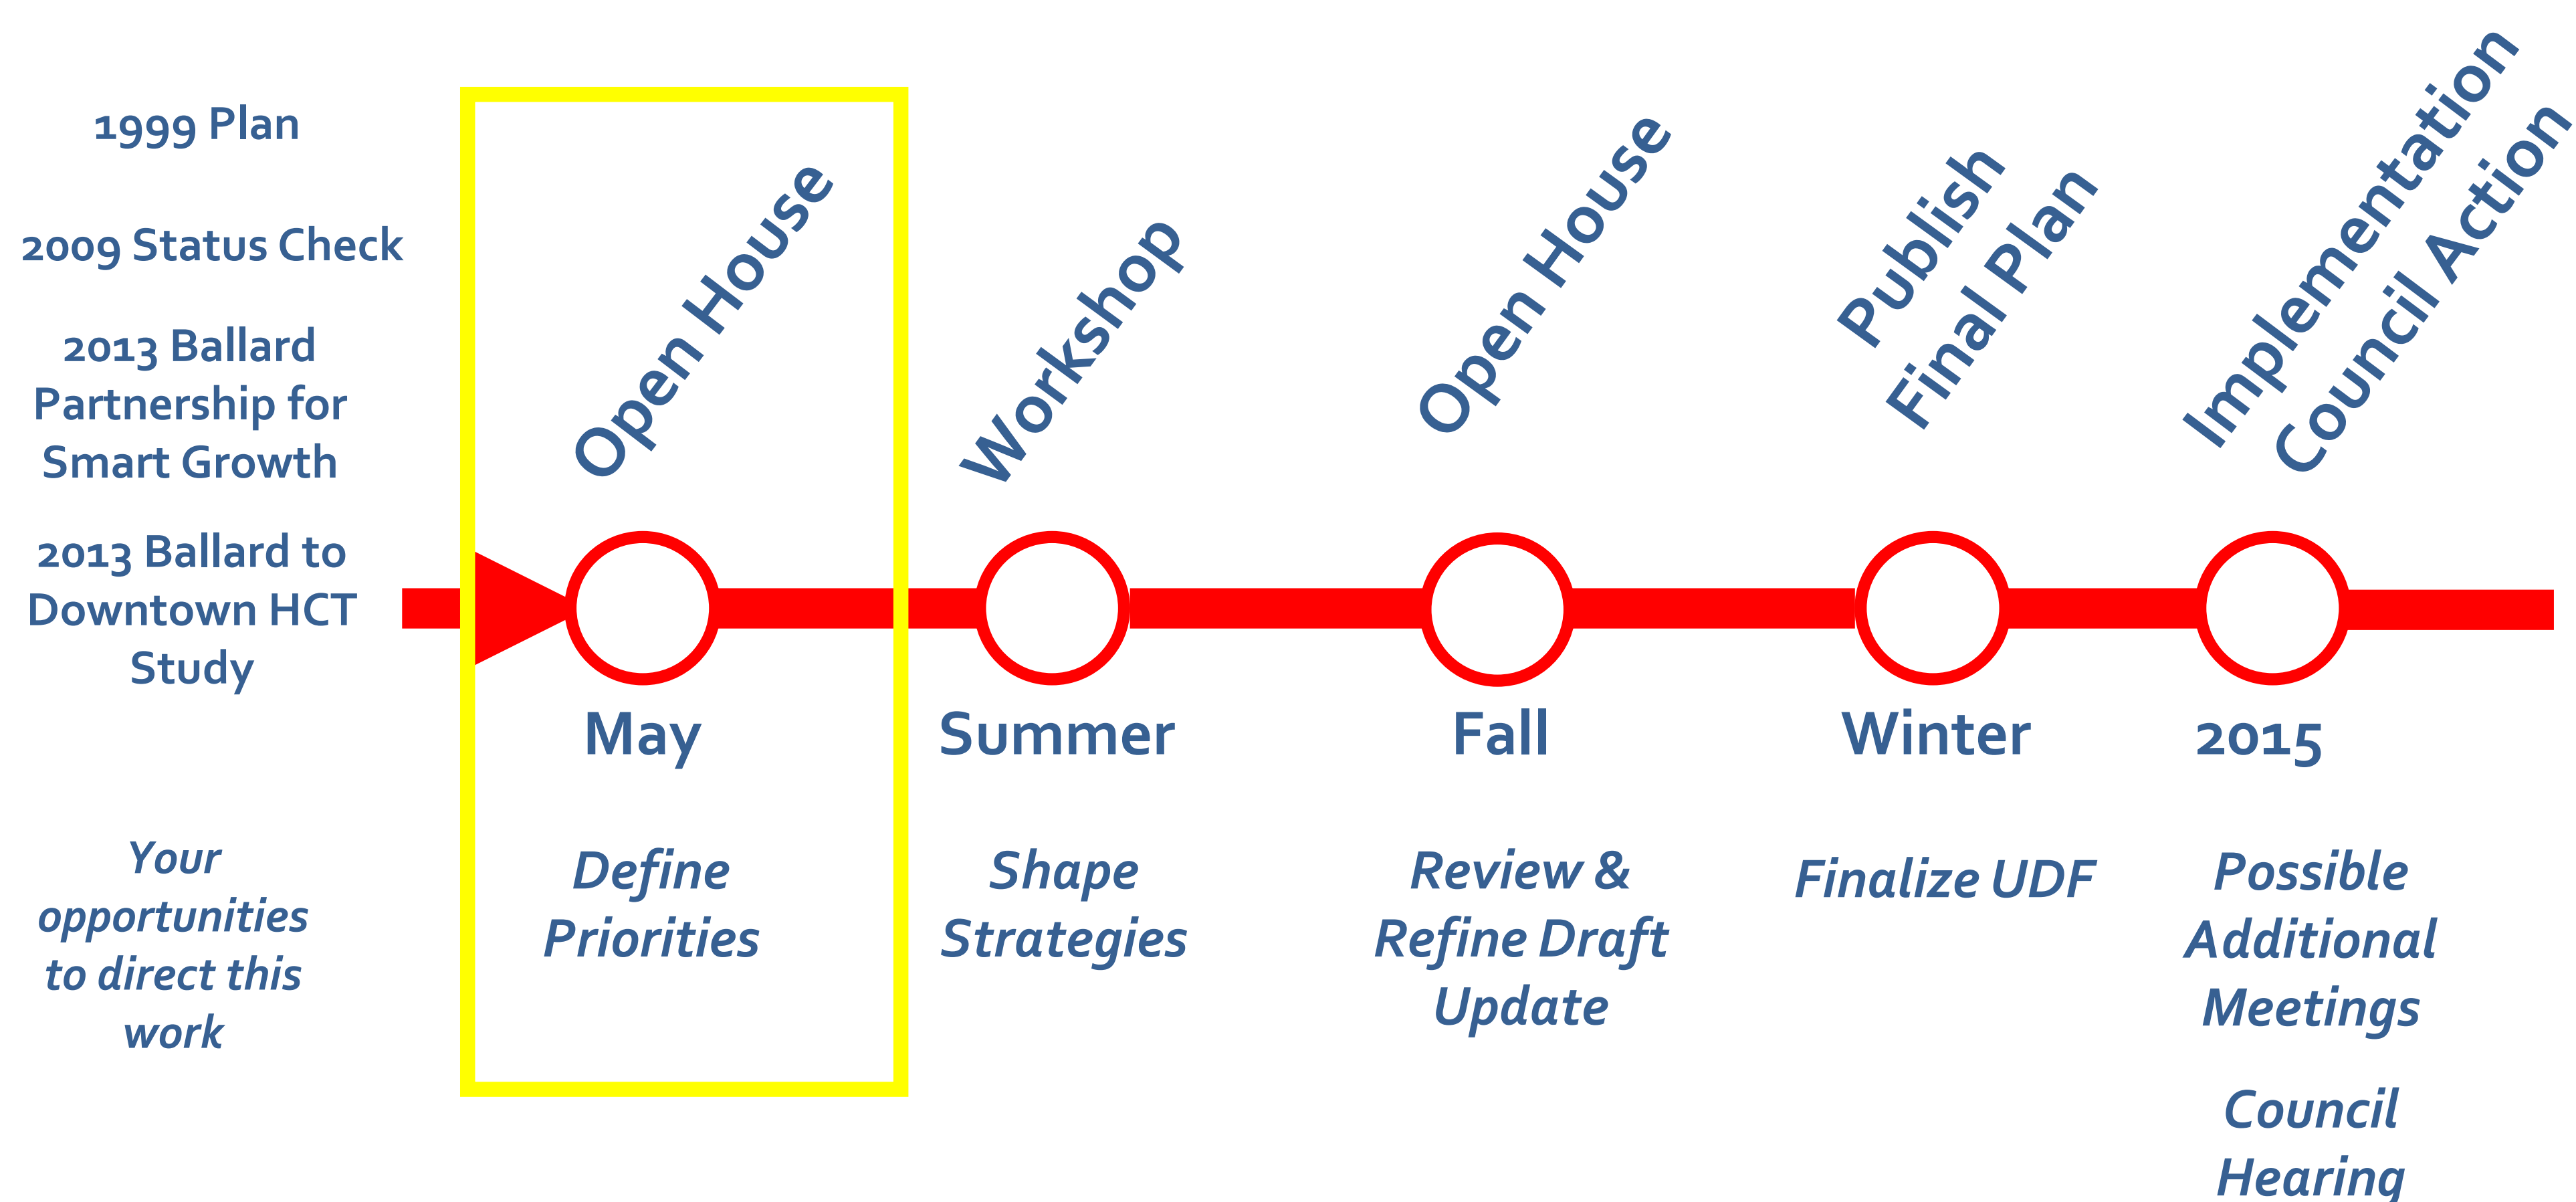 1999 Plan
2009 Status Check
2013 Ballard
Partnership for
Smart Growth
2013 Ballard to
Downtown HCT
Study
Your
opportunities
to direct this
work
Open House
May
Define
Priorities
Workshop
Summer
Shape
Strategies
Open House
Fall
Review &
Refine Draft
Update
Publish
Final Plan
Winter
Finalize UDF
Implementation
Council Action
2015
Possible
Additional
Meetings
Council
Hearing